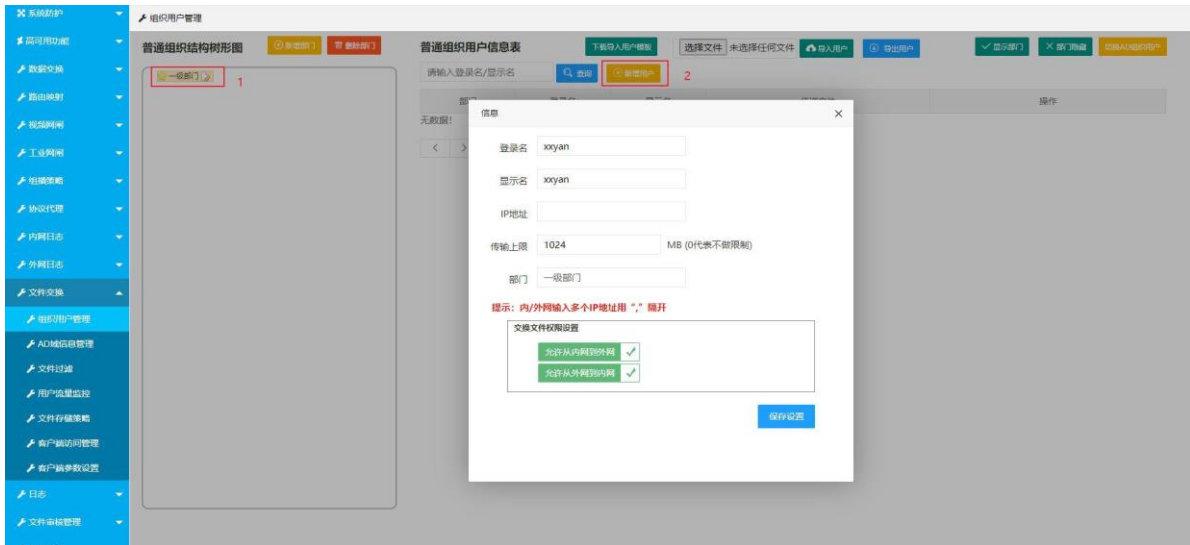 系统防护
高可用功能
数据交换
路由映射
视频网闸
工业网闸
组播策略
协议代理
内网日志
外网日志
文件交换
组织用户管理
AD域信息管理
文件过滤
用户流量监控
文件存储策略
客户端访问管理
客户端参数设置
日志
文件审核管理
组织用户管理
普通组织结构树形图
新增部门
删除部门
一级部门
1
普通组织用户信息表
下载导入用户模板
选择文件 未选择任何文件
导入用户
导出用户
显示部门
部门隐藏
切换AD组织用户
请输入登录名/显示名
查询
新增用户
2
操作
无数据!
信息
登录名 xxyan
显示名 xxyan
IP地址
传输上限 1024 MB (0代表不做限制)
部门 一级部门
提示：内/外网输入多个IP地址用“,”隔开
交换文件权限设置
允许从内网到外网
允许从外网到内网
保存设置